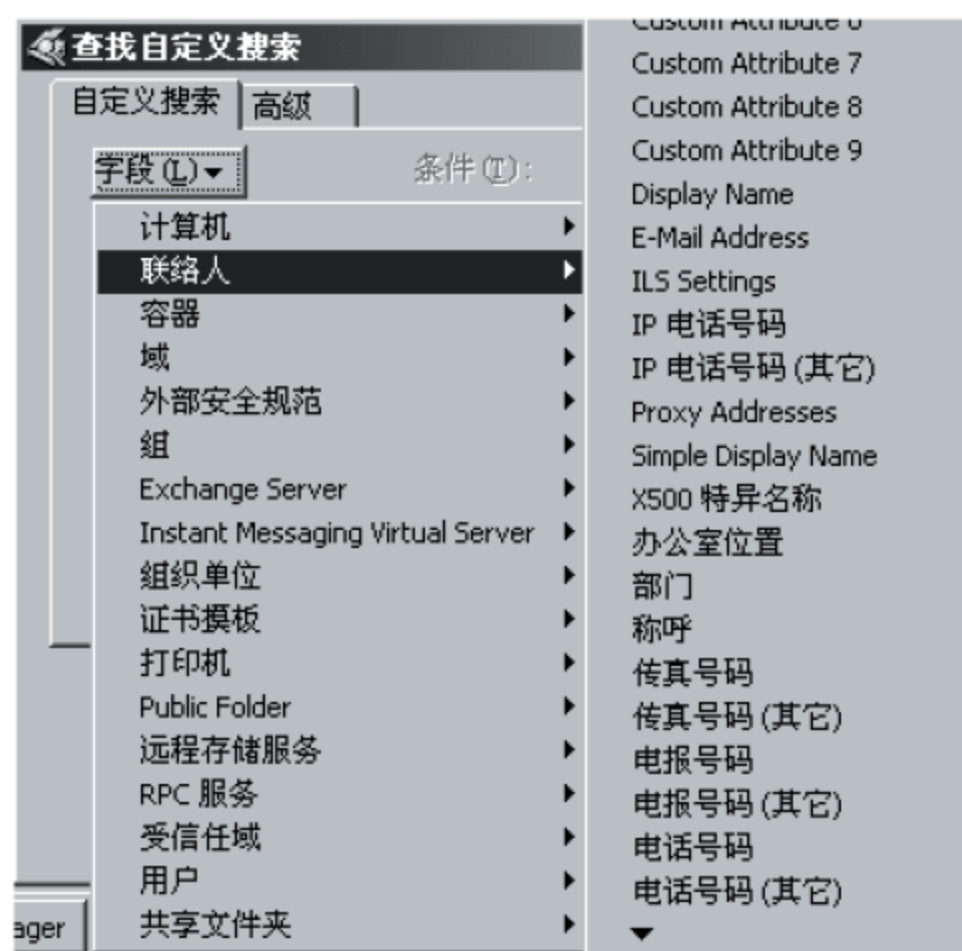 查找自定义搜索
自定义搜索
高级
字段(L)
条件(T):
计算机
联络人
容器
域
外部安全规范
组
Exchange Server
Instant Messaging Virtual Server
组织单位
证书摸板
打印机
Public Folder
远程存储服务
RPC 服务
受信任域
用户
共享文件夹
ager
Custom Attribute
Custom Attribute 7
Custom Attribute 8
Custom Attribute 9
Display Name
E-Mail Address
ILS Settings
IP 电话号码
IP 电话号码(其它)
Proxy Addresses
Simple Display Name
X500 特异名称
办公室位置
部门
称呼
传真号码
传真号码(其它)
电报号码
电报号码(其它)
电话号码
电话号码(其它)